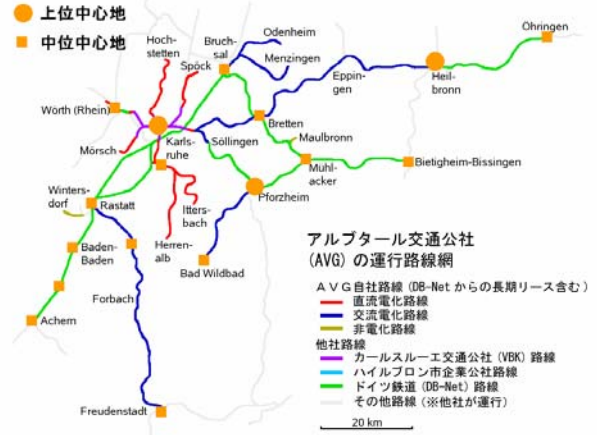 上位中心地
中位中心地
Hoch-
stetten
Bruch-
sal
Odenheim
Menzingen
Öhringen
Spöck
Eppin-
gen
Heil-
bronn
Wörth (Rhein)
Bretten
Maulbronn
Mörsch
Karls-
ruhe
Söllingen
Mühl-
acker
Bietigheim-Bissingen
Winters-
dorf
Rastatt
Itters-
bach
Pforzheim
Herren-
alb
Bad Wildbad
Baden-
Baden
Forbach
Achern
Freudenstadt
アルブタール交通公社
(AVG) の運行路線網
AVG自社路線 (DB-Net からの長期リース含む)
直流電化路線
交流電化路線
非電化路線
他社路線
カールスルーエ交通公社 (VBK) 路線
ハイルブロン市企業公社路線
ドイツ鉄道 (DB-Net) 路線
その他路線 (※他社が運行)
20 km